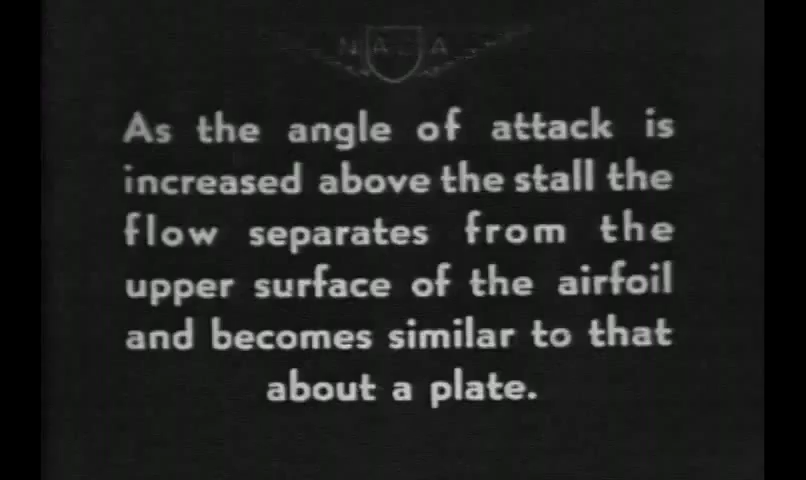 NACA
As the angle of attack is
increased above the stall the
flow separates from the
upper surface of the airfoil
and becomes similar to that
about a plate.